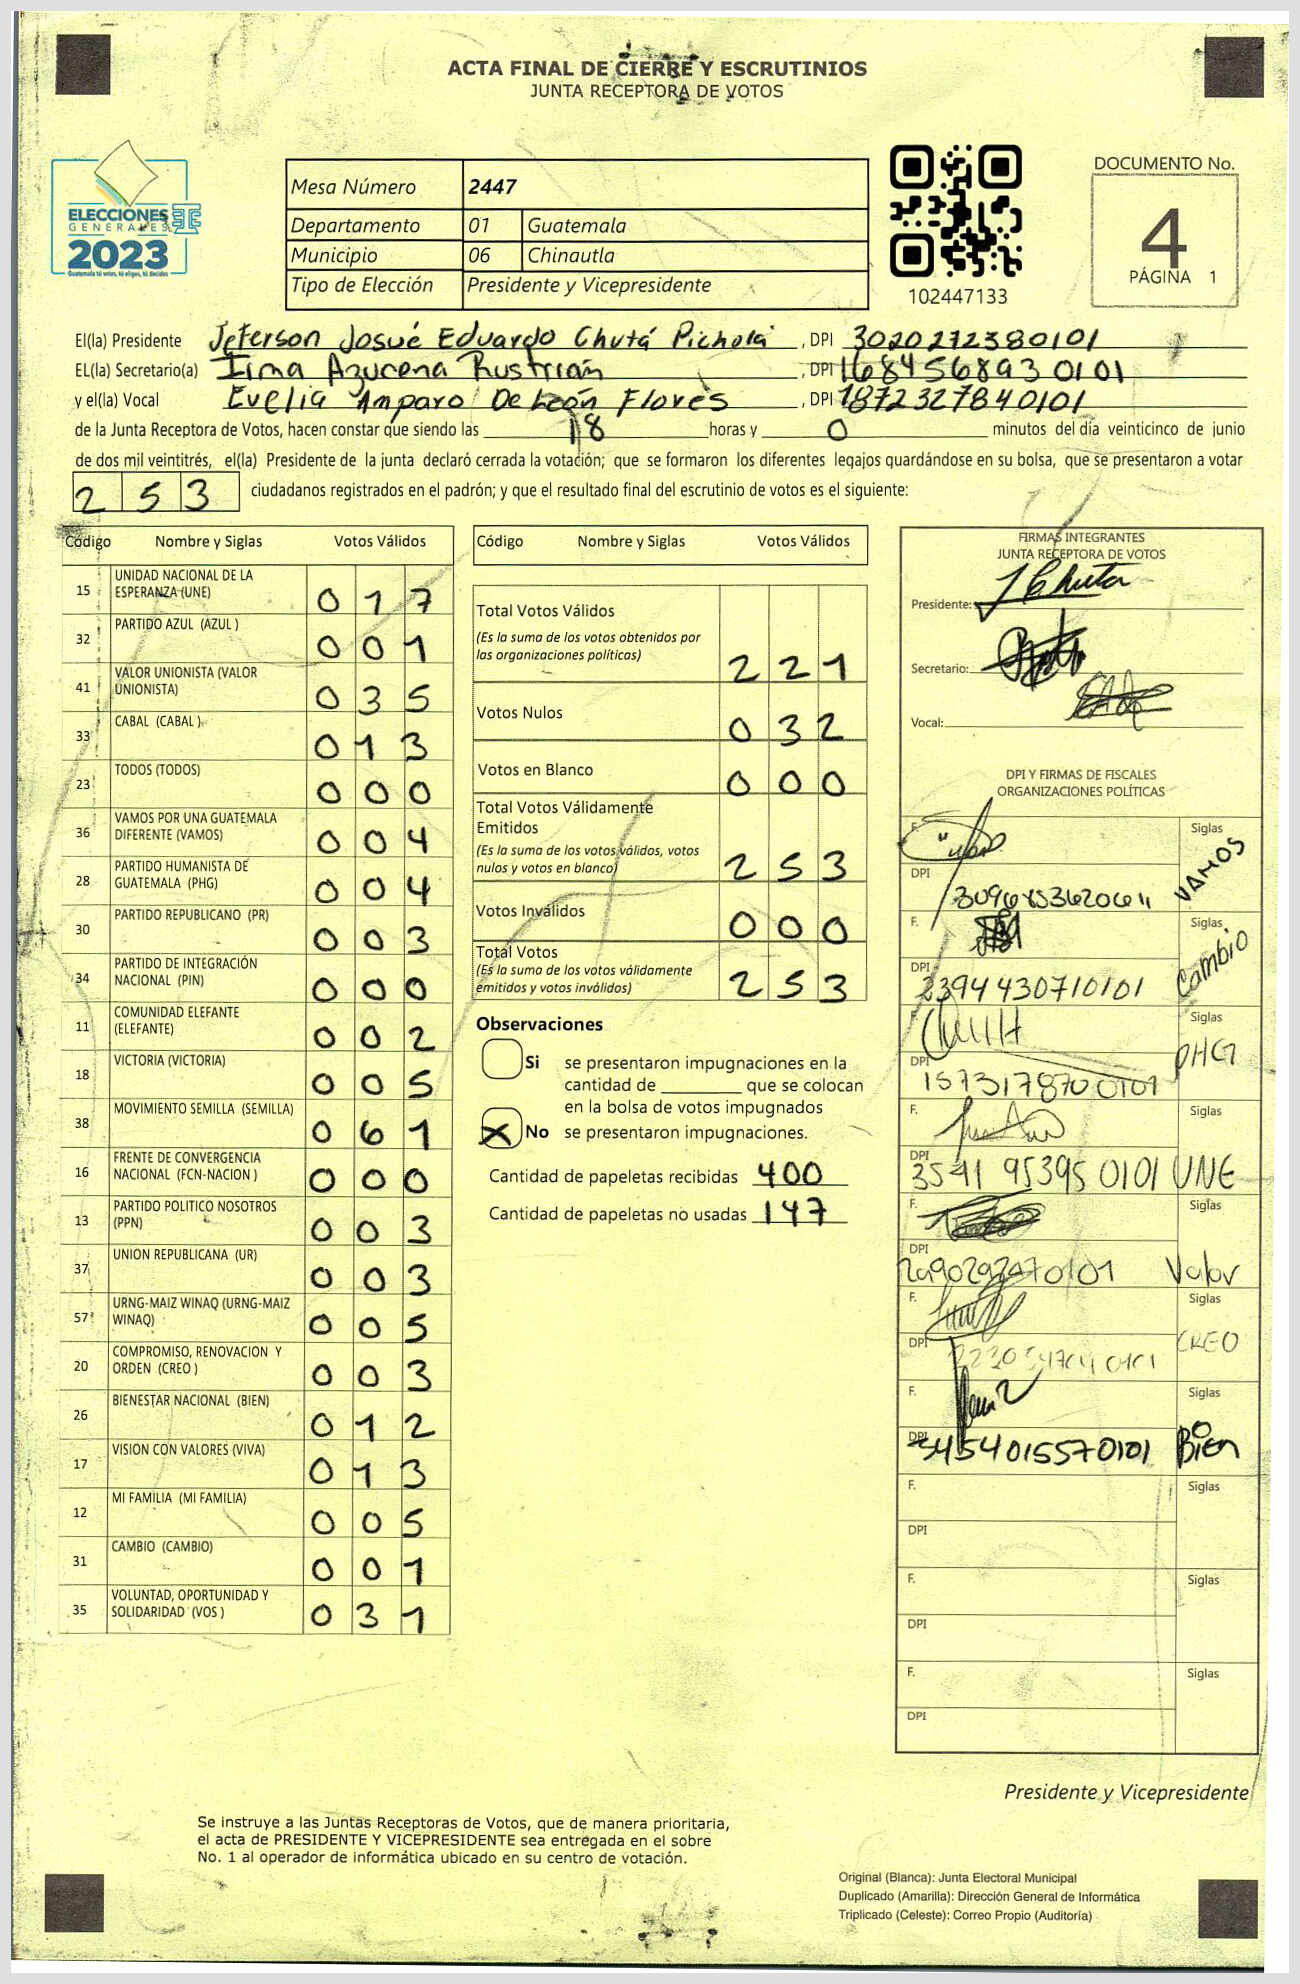 ACTA FINAL DE CIERRE Y ESCRUTINIOS
JUNTA RECEPTORA DE VOTOS
ELECCIONES
GENERALES
2023
Guatemala tú votas, tú eliges, tú decides
Mesa Número 2447
Departamento 01 Guatemala
Municipio 06 Chinautla
Tipo de Elección Presidente y Vicepresidente
102447133
DOCUMENTO No.
4
PÁGINA 1
El(la) Presidente Jeferson Josué Eduardo Chutá Picholá , DPI 3020272380101
EL(la) Secretario(a) Irma Azucena Rustrián , DPI 1684568930101
y el(la) Vocal Evelia Amparo De León Flores , DPI 1872327840101
de la Junta Receptora de Votos, hacen constar que siendo las 18 horas y 0 minutos del día veinticinco de junio
de dos mil veintitrés, el(la) Presidente de la junta declaró cerrada la votación; que se formaron los diferentes legajos guardándose en su bolsa, que se presentaron a votar
2 5 3 ciudadanos registrados en el padrón; y que el resultado final del escrutinio de votos es el siguiente:
Código Nombre y Siglas Votos Válidos
15 UNIDAD NACIONAL DE LA ESPERANZA (UNE) 0 1 7
32 PARTIDO AZUL (AZUL ) 0 0 1
41 VALOR UNIONISTA (VALOR UNIONISTA) 0 3 5
33 CABAL (CABAL ) 0 1 3
23 TODOS (TODOS) 0 0 0
36 VAMOS POR UNA GUATEMALA DIFERENTE (VAMOS) 0 0 4
28 PARTIDO HUMANISTA DE GUATEMALA (PHG) 0 0 4
30 PARTIDO REPUBLICANO (PR) 0 0 3
34 PARTIDO DE INTEGRACIÓN NACIONAL (PIN) 0 0 0
11 COMUNIDAD ELEFANTE (ELEFANTE) 0 0 2
18 VICTORIA (VICTORIA) 0 0 5
38 MOVIMIENTO SEMILLA (SEMILLA) 0 6 1
16 FRENTE DE CONVERGENCIA NACIONAL (FCN-NACION ) 0 0 0
13 PARTIDO POLITICO NOSOTROS (PPN) 0 0 3
37 UNION REPUBLICANA (UR) 0 0 3
57 URNG-MAIZ WINAQ (URNG-MAIZ WINAQ) 0 0 5
20 COMPROMISO, RENOVACION Y ORDEN (CREO ) 0 0 3
26 BIENESTAR NACIONAL (BIEN) 0 1 2
17 VISION CON VALORES (VIVA) 0 1 3
12 MI FAMILIA (MI FAMILIA) 0 0 5
31 CAMBIO (CAMBIO) 0 0 1
35 VOLUNTAD, OPORTUNIDAD Y SOLIDARIDAD (VOS ) 0 3 1
Código Nombre y Siglas Votos Válidos
Total Votos Válidos
(Es la suma de los votos obtenidos por
las organizaciones políticas) 2 2 1
Votos Nulos 0 3 2
Votos en Blanco 0 0 0
Total Votos Válidamente
Emitidos
(Es la suma de los votos válidos, votos
nulos y votos en blanco) 2 5 3
Votos Inválidos 0 0 0
Total Votos
(Es la suma de los votos válidamente
emitidos y votos inválidos) 2 5 3
Observaciones
Si se presentaron impugnaciones en la
cantidad de ________ que se colocan
en la bolsa de votos impugnados
X No se presentaron impugnaciones.
Cantidad de papeletas recibidas 400
Cantidad de papeletas no usadas 147
FIRMAS INTEGRANTES
JUNTA RECEPTORA DE VOTOS
Presidente: J Chuta
Secretario:
Vocal:
DPI Y FIRMAS DE FISCALES
ORGANIZACIONES POLÍTICAS
F. Siglas VAMOS
DPI
F. Siglas Cambio
DPI 2394430710101
F. Siglas PHG
DPI 1573178700101
F. Siglas UNE
DPI 3541 95395 0101
F. Siglas Valor
DPI
F. Siglas CREO
DPI
F. Siglas Bien
DPI 3454015570101
F. Siglas
DPI
F. Siglas
DPI
F. Siglas
DPI
Presidente y Vicepresidente
Se instruye a las Juntas Receptoras de Votos, que de manera prioritaria,
el acta de PRESIDENTE Y VICEPRESIDENTE sea entregada en el sobre
No. 1 al operador de informática ubicado en su centro de votación.
Original (Blanca): Junta Electoral Municipal
Duplicado (Amarilla): Dirección General de Informática
Triplicado (Celeste): Correo Propio (Auditoría)